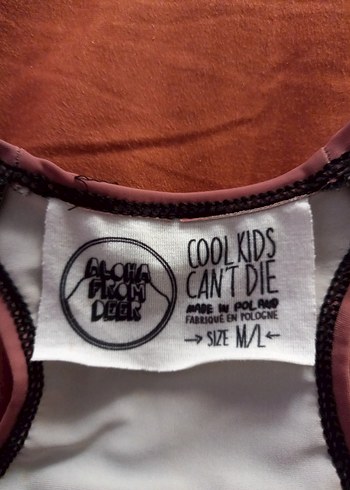 ALOHA
FROM
DEER
COOL KIDS
CAN'T DIE
MADE IN POLAND
FABRIQUÉ EN POLOGNE
→ SIZE M/L ←